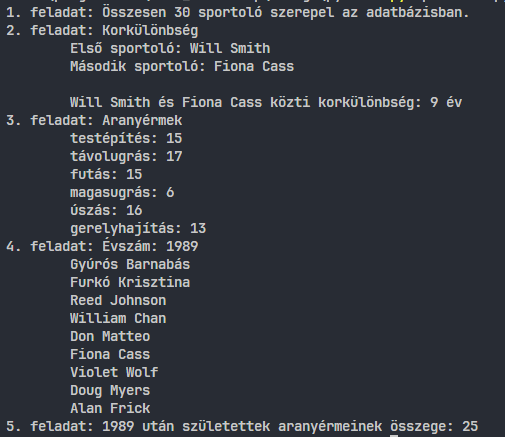 1. feladat: Összesen 30 sportoló szerepel az adatbázisban.
2. feladat: Korkülönbség
Első sportoló: Will Smith
Második sportoló: Fiona Cass
Will Smith és Fiona Cass közti korkülönbség: 9 év
3. feladat: Aranyérmek
testépítés: 15
távolugrás: 17
futás: 15
magasugrás: 6
úszás: 16
gerelyhajítás: 13
4. feladat: Évszám: 1989
Gyúrós Barnabás
Furkó Krisztina
Reed Johnson
William Chan
Don Matteo
Fiona Cass
Violet Wolf
Doug Myers
Alan Frick
5. feladat: 1989 után születettek aranyérmeinek összege: 25